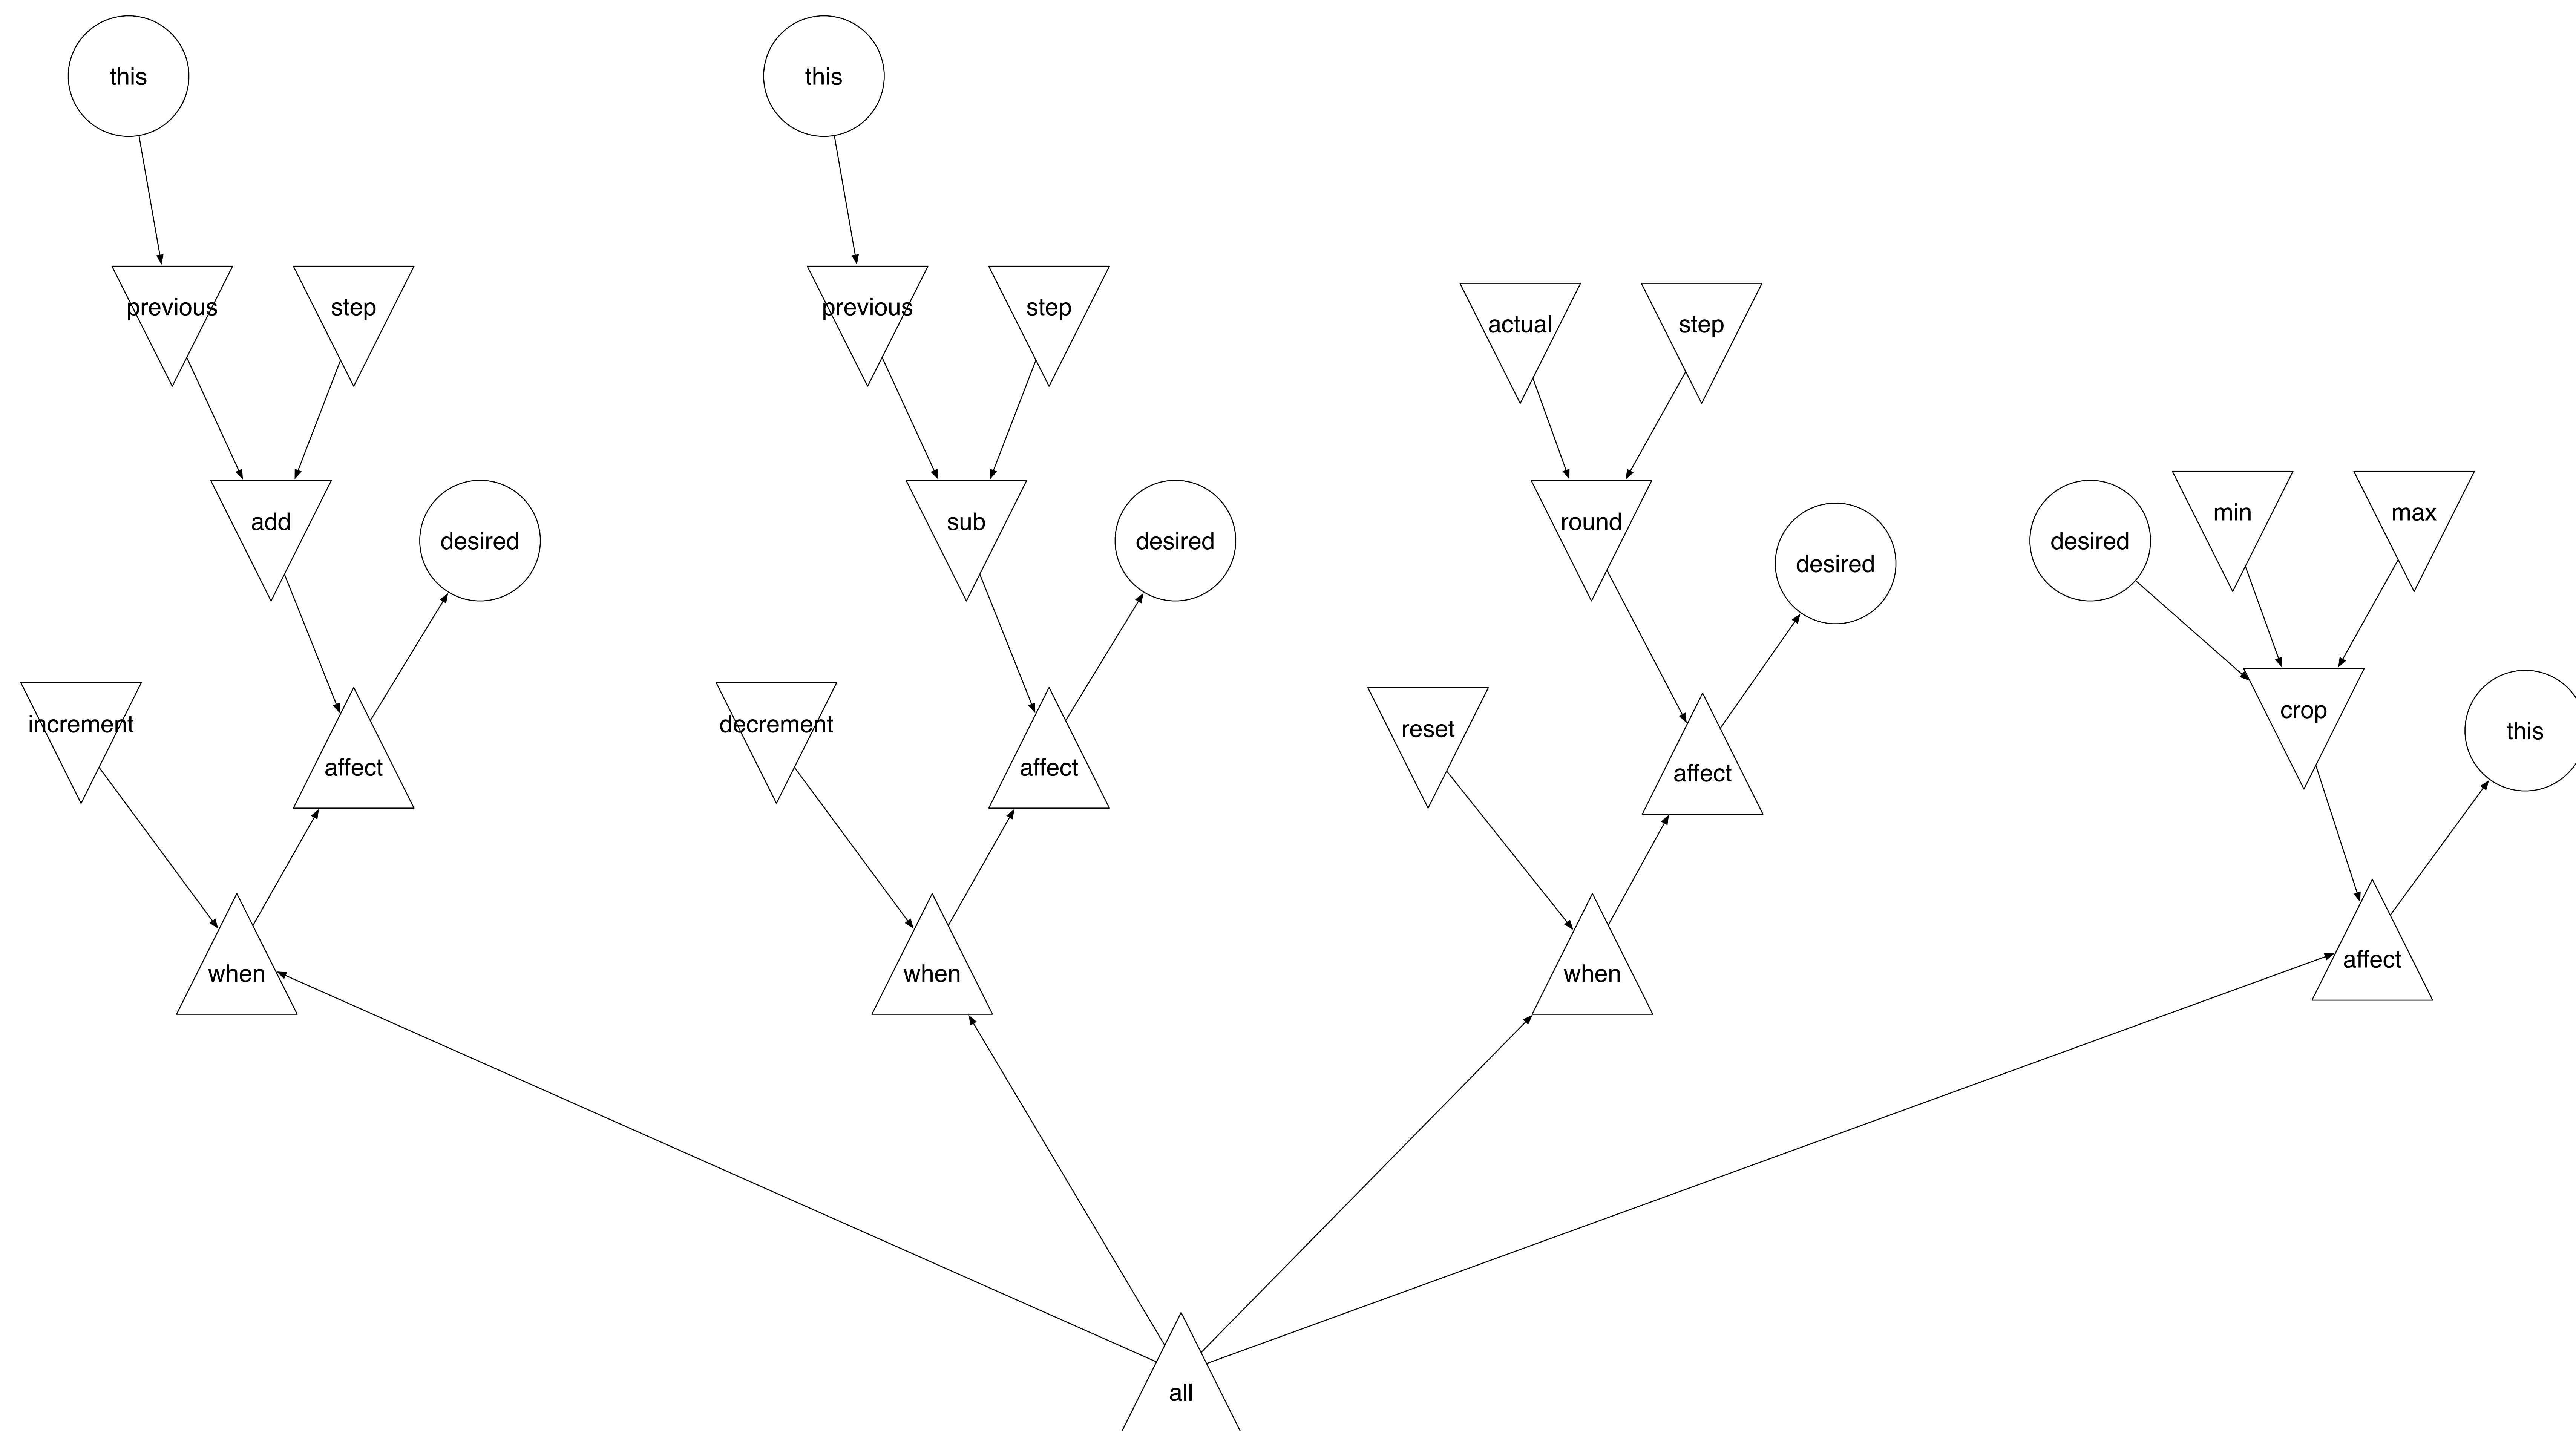 this
this
previous
step
previous
step
actual
step
add
desired
sub
desired
round
desired
desired
min
max
increment
affect
decrement
affect
reset
affect
crop
this
when
when
when
affect
all